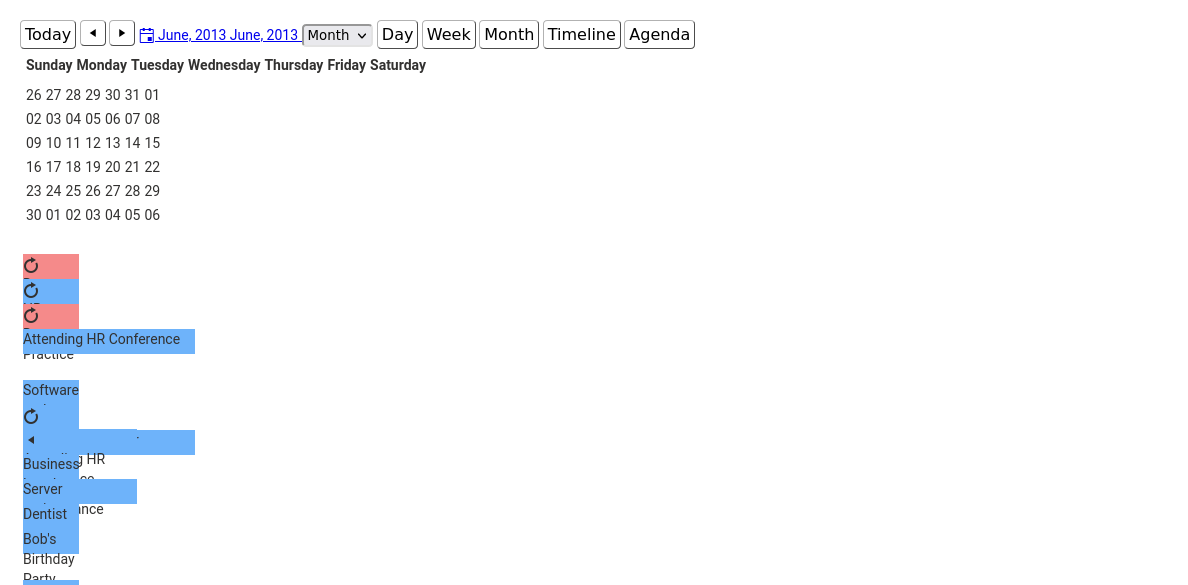 Today June, 2013 June, 2013 Month Day Week Month Timeline Agenda
Sunday Monday Tuesday Wednesday Thursday Friday Saturday
26 27 28 29 30 31 01
02 03 04 05 06 07 08
09 10 11 12 13 14 15
16 17 18 19 20 21 22
23 24 25 26 27 28 29
30 01 02 03 04 05 06
Attending HR Conference
Practice
Software
HR
Business
Server
Dentist
Bob's
Birthday
Party